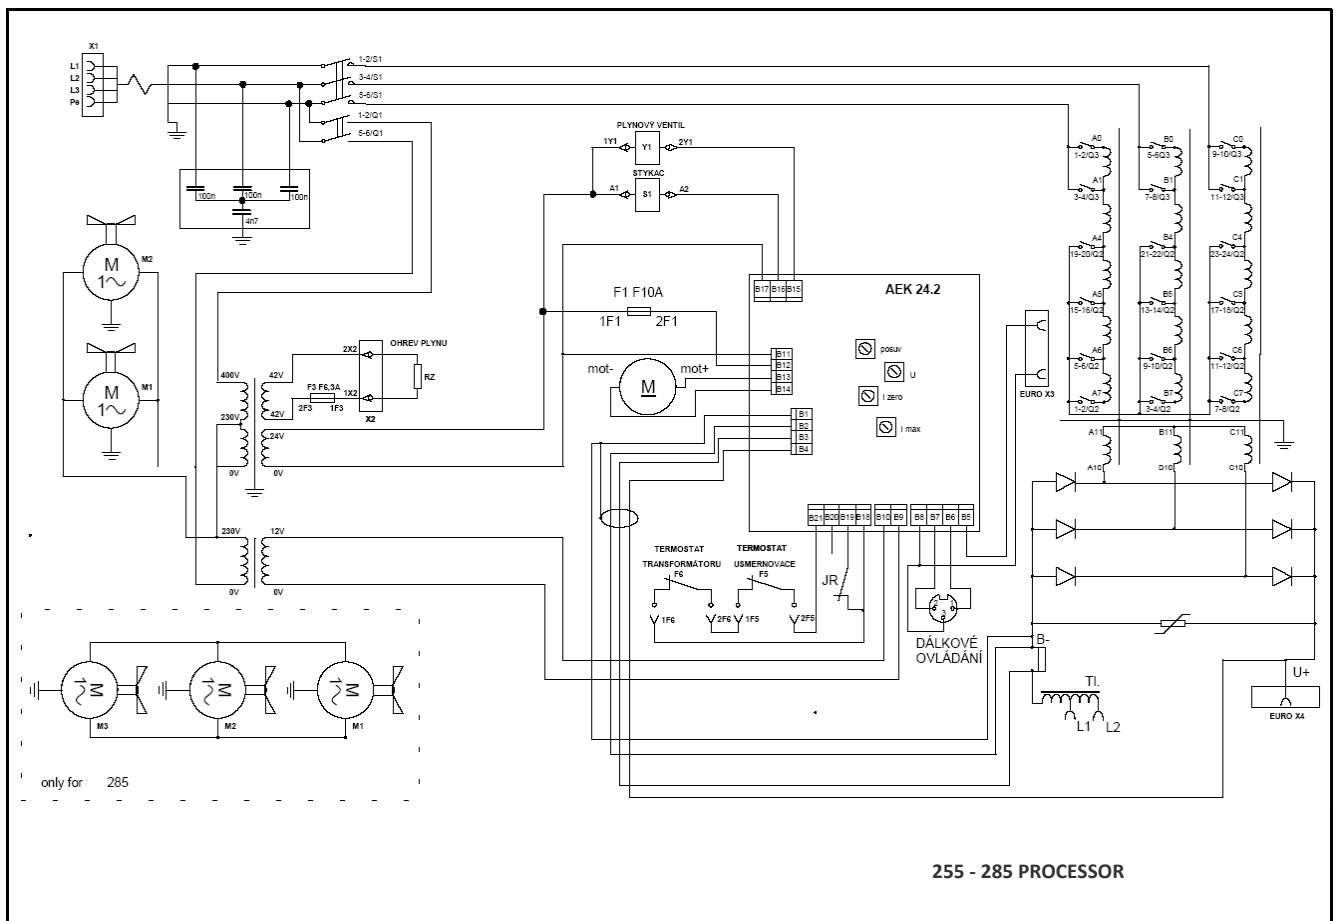 X1
L1
L2
L3
Pe
1-2/S1
3-4/S1
5-6/S1
1-2/Q1
5-6/Q1
100n
100n
100n
4n7
M
1
M2
M
1
M1
400V
42V
230V
42V
24V
0V
0V
230V
12V
0V
0V
OHREV PLYNU
2X2
F3 F6,3A
1X2
2F3
1F3
X2
RZ
PLYNOVÝ VENTIL
1Y1
Y1
2Y1
STYKAC
A1
S1
A2
F1 F10A
1F1
2F1
mot-
M
mot+
AEK 24.2
B17
B16
B15
B11
B12
B13
B14
B1
B2
B3
B4
posuv
U
I zero
I max
B21
B20
B19
B18
B10
B9
B8
B7
B6
B5
EURO X3
TERMOSTAT
TRANSFORMÁTORU
F6
TERMOSTAT
USMERNOVACE
F5
1F6
2F6
1F5
2F5
JR
2
1
3
DÁLKOVÉ
OVLÁDÁNÍ
A0
1-2/Q3
B0
5-6Q3
C0
9-10/Q3
A1
3-4/Q3
B1
7-8/Q3
C1
11-12/Q3
A4
19-20/Q2
B4
21-22/Q2
C4
23-24/Q2
A5
15-16/Q2
B5
13-14/Q2
C5
17-18/Q2
A6
5-6/Q2
B6
9-10/Q2
C6
11-12/Q2
A7
1-2/Q2
B7
3-4/Q2
C7
7-8/Q2
A11
B11
C11
A10
D10
C10
B-
Tl.
L1
L2
U+
EURO X4
M
1
M3
M
1
M2
M
1
M1
only for 285
255 - 285 PROCESSOR